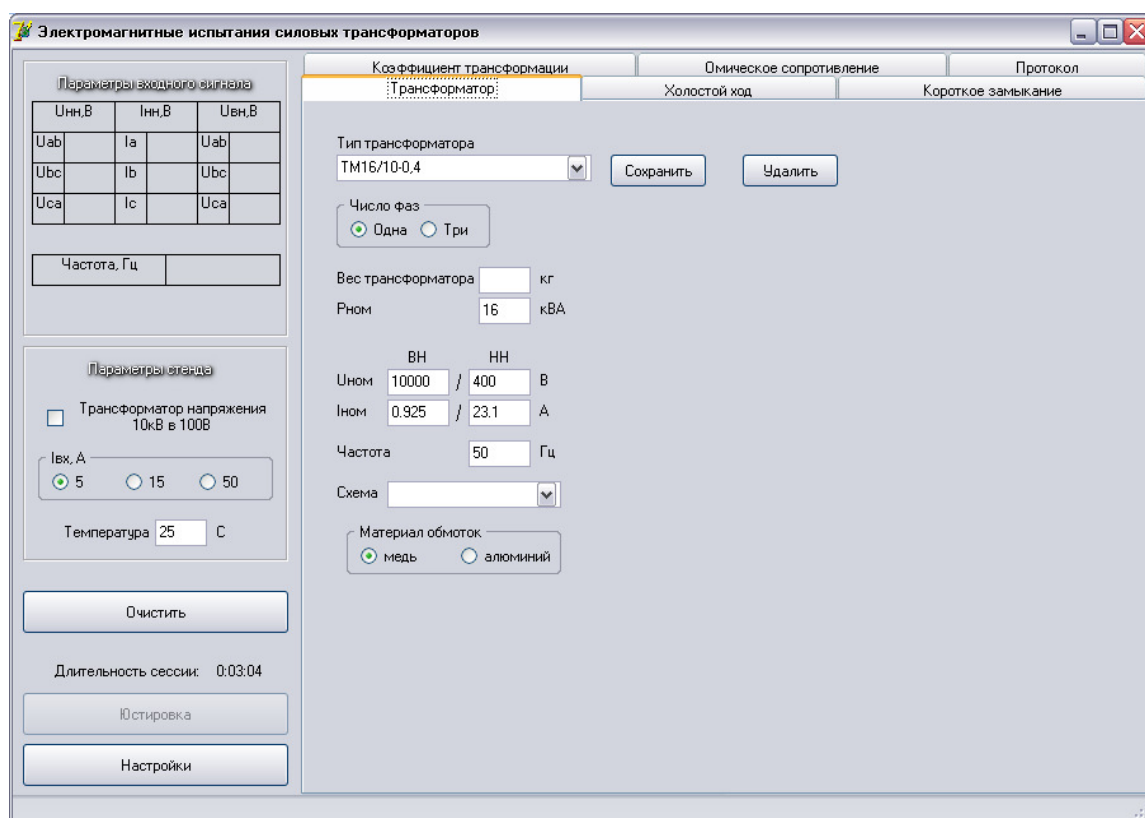 Электромагнитные испытания силовых трансформаторов
Параметры входного сигнала
Uнн,В Iнн,В Uвн,В
Uab Ia Uab
Ubc Ib Ubc
Uca Ic Uca
Частота, Гц
Параметры стенда
Трансформатор напряжения
10кВ в 100В
Iвх, А
5 15 50
Температура 25 С
Очистить
Длительность сессии: 0:03:04
Юстировка
Настройки
Коэффициент трансформации Омическое сопротивление Протокол
Трансформатор Холостой ход Короткое замыкание
Тип трансформатора
ТМ16/10-0,4 Сохранить Удалить
Число фаз
Одна Три
Вес трансформатора кг
Рном 16 кВА
ВН НН
Uном 10000 / 400 В
Iном 0.925 / 23.1 А
Частота 50 Гц
Схема
Материал обмоток
медь алюминий